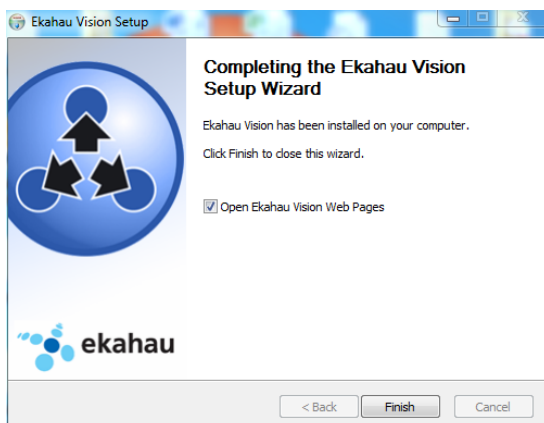 Ekahau Vision Setup
Completing the Ekahau Vision
Setup Wizard
Ekahau Vision has been installed on your computer.
Click Finish to close this wizard.
Open Ekahau Vision Web Pages
ekahau
< Back
Finish
Cancel